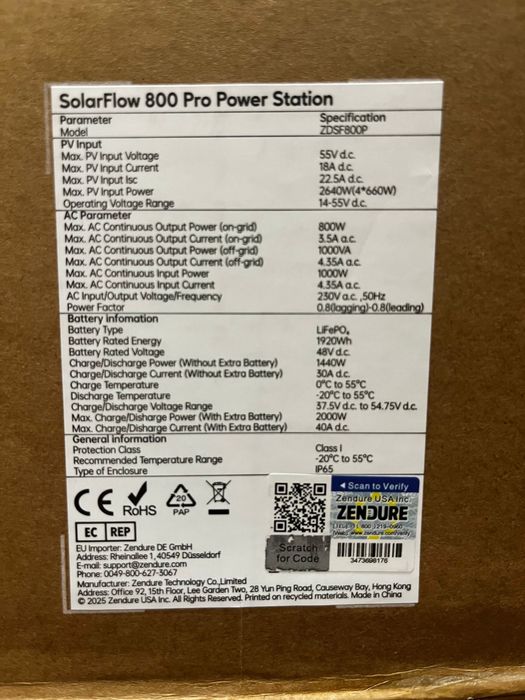 SolarFlow 800 Pro Power Station
Parameter Specification
Model ZDSF800P
PV Input
Max. PV Input Voltage 55V d.c.
Max. PV Input Current 18A d.c.
Max. PV Input Isc 22.5A d.c.
Max. PV Input Power 2640W(4*660W)
Operating Voltage Range 14-55V d.c.
AC Parameter
Max. AC Continuous Output Power (on-grid) 800W
Max. AC Continuous Output Current (on-grid) 3.5A a.c.
Max. AC Continuous Output Power (off-grid) 1000VA
Max. AC Continuous Output Current (off-grid) 4.35A a.c.
Max. AC Continuous Input Power 1000W
Max. AC Continuous Input Current 4.35A a.c.
AC Input/Output Voltage/Frequency 230V a.c. ,50Hz
Power Factor 0.8(lagging)-0.8(leading)
Battery Infomation
Battery Type LiFePO₄
Battery Rated Energy 1920Wh
Battery Rated Voltage 48V d.c.
Charge/Discharge Power (Without Extra Battery) 1440W
Charge/Discharge Current (Without Extra Battery) 30A d.c.
Charge Temperature 0°C to 55°C
Discharge Temperature -20°C to 55°C
Charge/Discharge Voltage Range 37.5V d.c. to 54.75V d.c.
Max. Charge/Disharge Power (With Extra Battery) 2000W
Max. Charge/Disharge Current (With Extra Battery) 40A d.c.
General Information
Protection Class Class I
Recommended Temperature Range -20°C to 55°C
Type of Enclosure IP65
CE RoHS 20 PAP
EC REP
EU Importer: Zendure DE GmbH
Address: Rheinallee 1, 40549 Düsseldorf
E-mail: support@zendure.com
Phone: 0049-800-627-3067
Manufacturer: Zendure Technology Co.,Limited
Address: Office 92, 15th Floor, Lee Garden Two, 28 Yun Ping Road, Causeway Bay, Hong Kong
© 2025 Zendure USA Inc. All Rights Reserved. Printed on recycled materials. Made in China
Scan to Verify
Zendure USA Inc.
ZENDURE
Scratch
for Code
3473698176